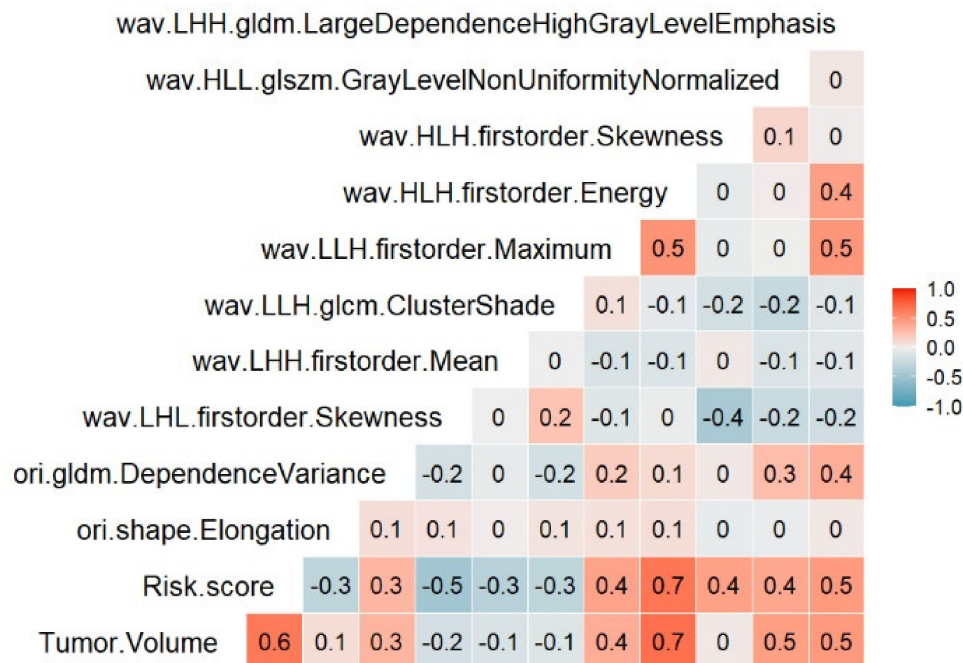 wav.LHH.gldm.LargeDependenceHighGrayLevelEmphasis
wav.HLL.glszm.GrayLevelNonUniformityNormalized 0
wav.HLH.firstorder.Skewness 0.1 0
wav.HLH.firstorder.Energy 0 0 0.4
wav.LLH.firstorder.Maximum 0.5 0 0 0.5
wav.LLH.glcm.ClusterShade 0.1 -0.1 -0.2 -0.2 -0.1
wav.LHH.firstorder.Mean 0 -0.1 -0.1 0 -0.1 -0.1
wav.LHL.firstorder.Skewness 0 0.2 -0.1 0 -0.4 -0.2 -0.2
ori.gldm.DependenceVariance -0.2 0 -0.2 0.2 0.1 0 0.3 0.4
ori.shape.Elongation 0.1 0.1 0 0.1 0.1 0.1 0 0 0
Risk.score -0.3 0.3 -0.5 -0.3 -0.3 0.4 0.7 0.4 0.4 0.5
Tumor.Volume 0.6 0.1 0.3 -0.2 -0.1 -0.1 0.4 0.7 0 0.5 0.5
1.0
0.5
0.0
-0.5
-1.0